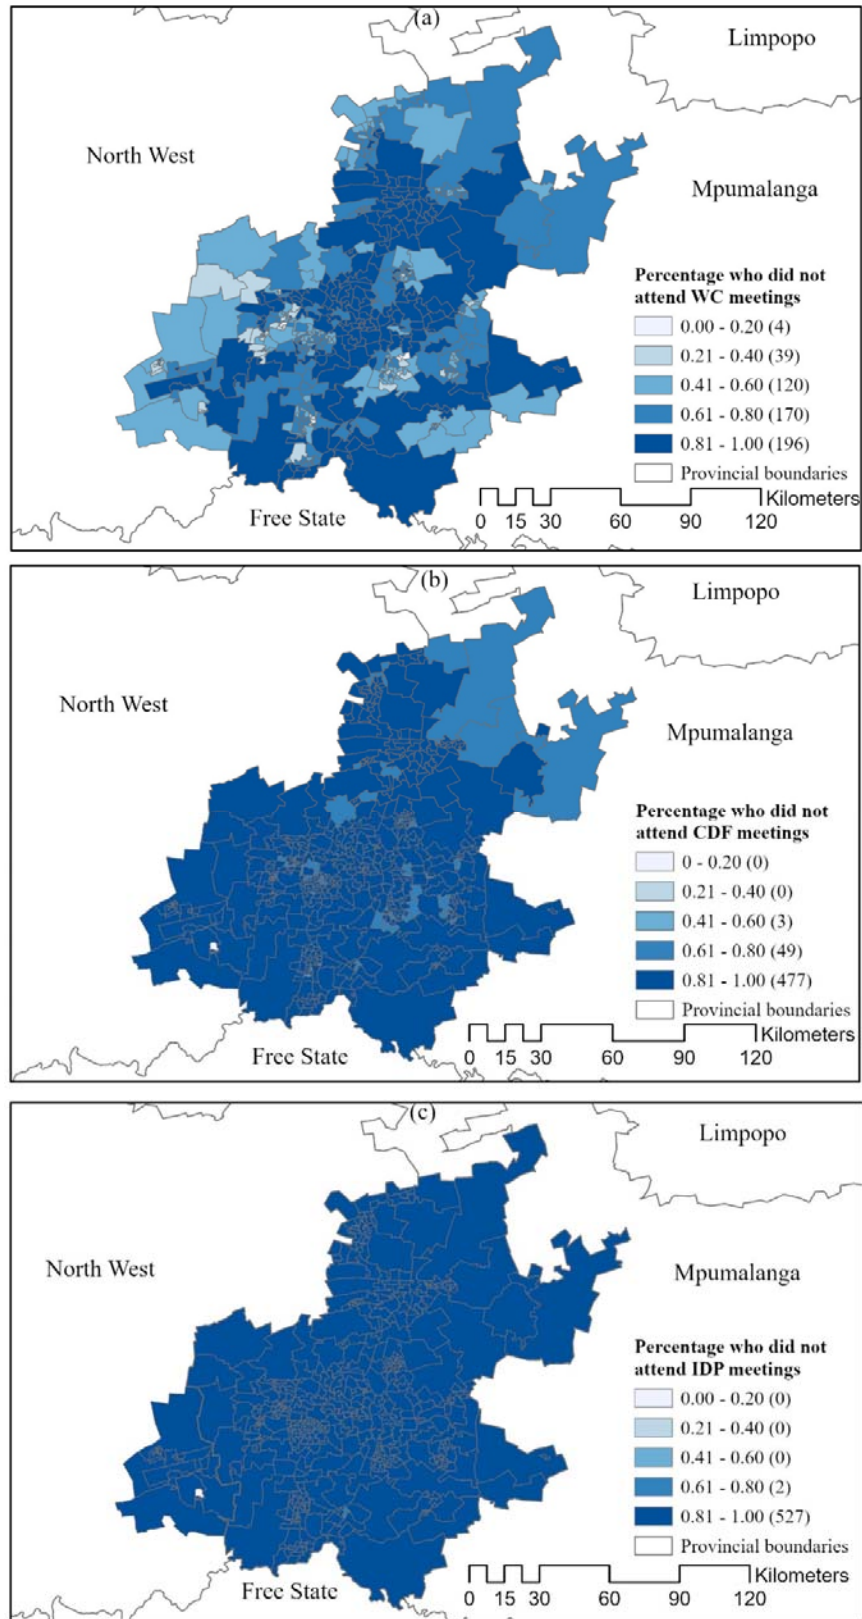 (a)
Limpopo
North West
Mpumalanga
Percentage who did not
attend WC meetings
0.00 - 0.20 (4)
0.21 - 0.40 (39)
0.41 - 0.60 (120)
0.61 - 0.80 (170)
0.81 - 1.00 (196)
Provincial boundaries
Kilometers
0 15 30 60 90 120
Free State
(b)
Limpopo
North West
Mpumalanga
Percentage who did not
attend CDF meetings
0 - 0.20 (0)
0.21 - 0.40 (0)
0.41 - 0.60 (3)
0.61 - 0.80 (49)
0.81 - 1.00 (477)
Provincial boundaries
Kilometers
0 15 30 60 90 120
Free State
(c)
Limpopo
North West
Mpumalanga
Percentage who did not
attend IDP meetings
0.00 - 0.20 (0)
0.21 - 0.40 (0)
0.41 - 0.60 (0)
0.61 - 0.80 (2)
0.81 - 1.00 (527)
Provincial boundaries
Kilometers
0 15 30 60 90 120
Free State